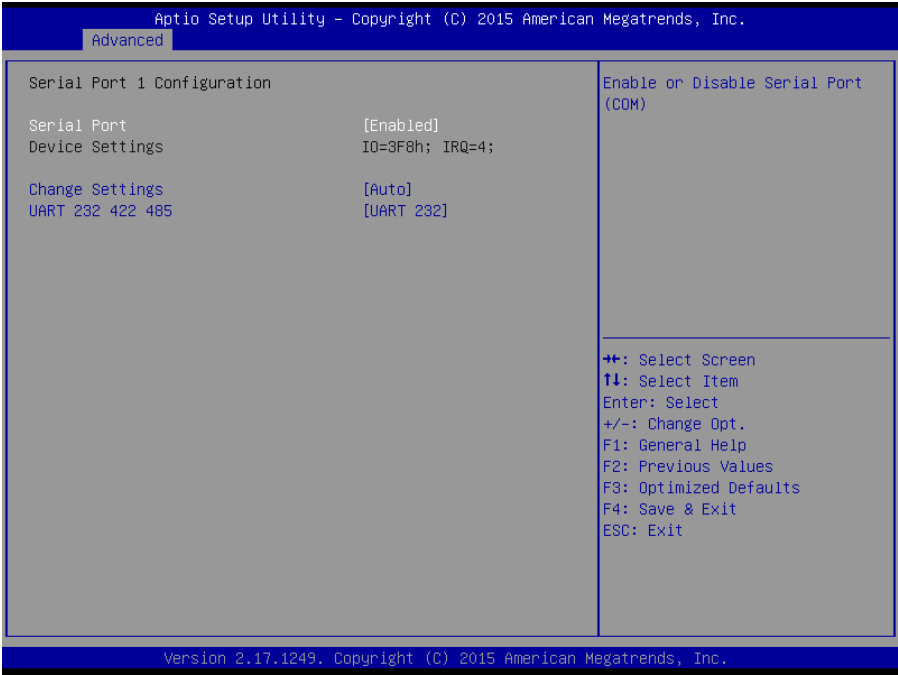 Aptio Setup Utility – Copyright (C) 2015 American Megatrends, Inc.
Advanced
Serial Port 1 Configuration
Serial Port [Enabled]
Device Settings IO=3F8h; IRQ=4;
Change Settings [Auto]
UART 232 422 485 [UART 232]
Enable or Disable Serial Port
(COM)
→←: Select Screen
↑↓: Select Item
Enter: Select
+/-: Change Opt.
F1: General Help
F2: Previous Values
F3: Optimized Defaults
F4: Save & Exit
ESC: Exit
Version 2.17.1249. Copyright (C) 2015 American Megatrends, Inc.